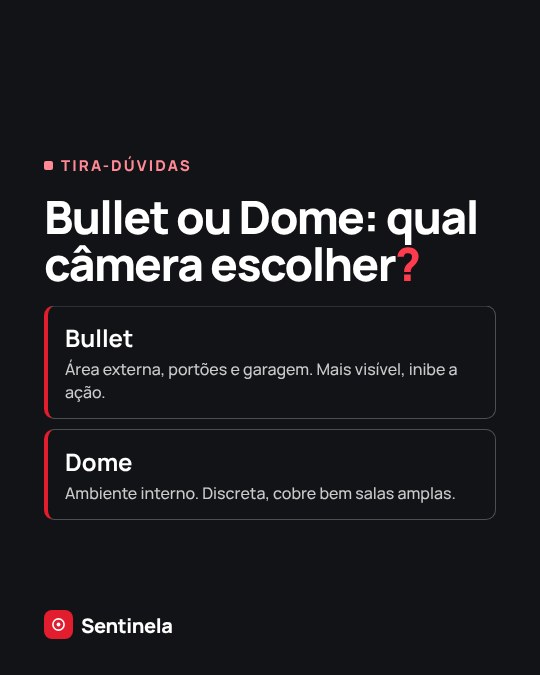 TIRA-DÚVIDAS
Bullet ou Dome: qual
câmera escolher?
Bullet
Área externa, portões e garagem. Mais visível, inibe a
ação.
Dome
Ambiente interno. Discreta, cobre bem salas amplas.
Sentinela